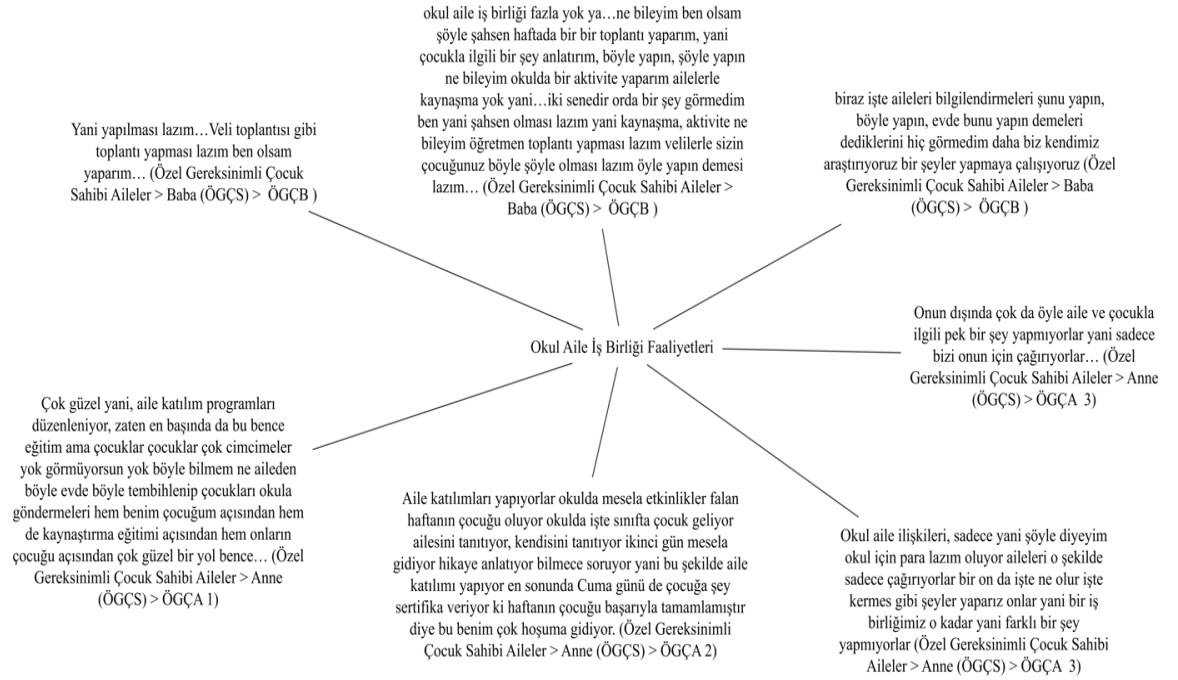 okul aile iş birliği fazla yok ya…ne bileyim ben olsam
şöyle şahsen haftada bir bir toplantı yaparım, yani
çocukla ilgili bir şey anlatırım, böyle yapın, şöyle yapın
ne bileyim okulda bir aktivite yaparım ailelerle
kaynaşma yok yani…iki senedir orda bir şey görmedim
ben yani şahsen olması lazım yani kaynaşma, aktivite ne
bileyim öğretmen toplantı yapması lazım velilerle sizin
çocuğunuz böyle şöyle olması lazım öyle yapın demesi
lazım… (Özel Gereksinimli Çocuk Sahibi Aileler >
Baba (ÖGÇS) > ÖGÇB )
Yani yapılması lazım…Veli toplantısı gibi
toplantı yapması lazım ben olsam
yaparım… (Özel Gereksinimli Çocuk
Sahibi Aileler > Baba (ÖGÇS) > ÖGÇB )
biraz işte aileleri bilgilendirmeleri şunu yapın,
böyle yapın, evde bunu yapın demeleri
dediklerini hiç görmedim daha biz kendimiz
araştırıyoruz bir şeyler yapmaya çalışıyoruz (Özel
Gereksinimli Çocuk Sahibi Aileler > Baba
(ÖGÇS) > ÖGÇB )
Okul Aile İş Birliği Faaliyetleri
Onun dışında çok da öyle aile ve çocukla
ilgili pek bir şey yapmıyorlar yani sadece
bizi onun için çağırıyorlar… (Özel
Gereksinimli Çocuk Sahibi Aileler > Anne
(ÖGÇS) > ÖGÇA 3)
Çok güzel yani, aile katılım programları
düzenleniyor, zaten en başında da bu bence
eğitim ama çocuklar çocuklar çok cimcimeler
yok görmüyorsun yok böyle bilmem ne aileden
böyle evde böyle tembihlenip çocukları okula
göndermeleri hem benim çocuğum açısından hem
de kaynaştırma eğitimi açısından hem onların
çocuğu açısından çok güzel bir yol bence… (Özel
Gereksinimli Çocuk Sahibi Aileler > Anne
(ÖGÇS) > ÖGÇA 1)
Aile katılımları yapıyorlar okulda mesela etkinlikler falan
haftanın çocuğu oluyor okulda işte sınıfta çocuk geliyor
ailesini tanıtıyor, kendisini tanıtıyor ikinci gün mesela
gidiyor hikaye anlatıyor bilmece soruyor yani bu şekilde aile
katılımı yapıyor en sonunda Cuma günü de çocuğa şey
sertifika veriyor ki haftanın çocuğu başarıyla tamamlamıştır
diye bu benim çok hoşuma gidiyor. (Özel Gereksinimli
Çocuk Sahibi Aileler > Anne (ÖGÇS) > ÖGÇA 2)
Okul aile ilişkileri, sadece yani şöyle diyeyim
okul için para lazım oluyor aileleri o şekilde
sadece çağırıyorlar bir on da işte ne olur işte
kermes gibi şeyler yaparız onlar yani bir iş
birliğimiz o kadar yani farklı bir şey
yapmıyorlar (Özel Gereksinimli Çocuk Sahibi
Aileler > Anne (ÖGÇS) > ÖGÇA 3)